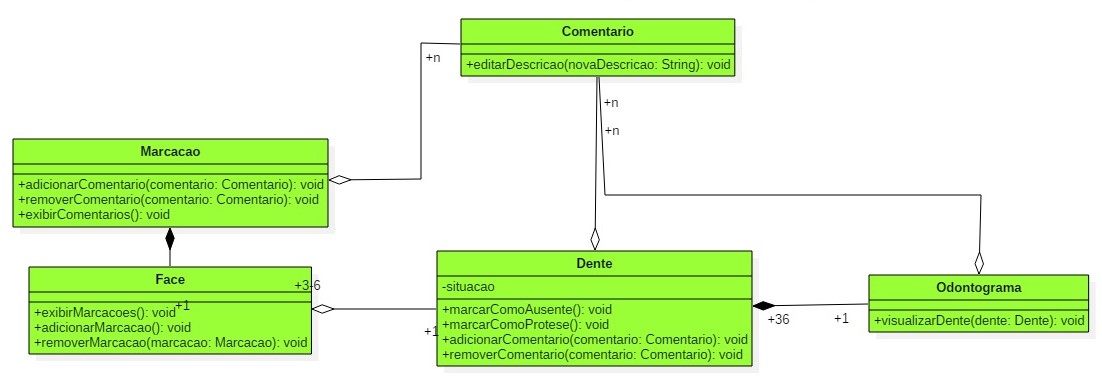 Comentario
+editarDescricao(novaDescricao: String): void
+n
+n
+n
Marcacao
+adicionarComentario(comentario: Comentario): void
+removerComentario(comentario: Comentario): void
+exibirComentarios(): void
Face
+exibirMarcacoes(): void
+adicionarMarcacao(): void
+removerMarcacao(marcacao: Marcacao): void
+1
+3-6
+1
Dente
-situacao
+marcarComoAusente(): void
+marcarComoProtese(): void
+adicionarComentario(comentario: Comentario): void
+removerComentario(comentario: Comentario): void
+36
+1
Odontograma
+visualizarDente(dente: Dente): void